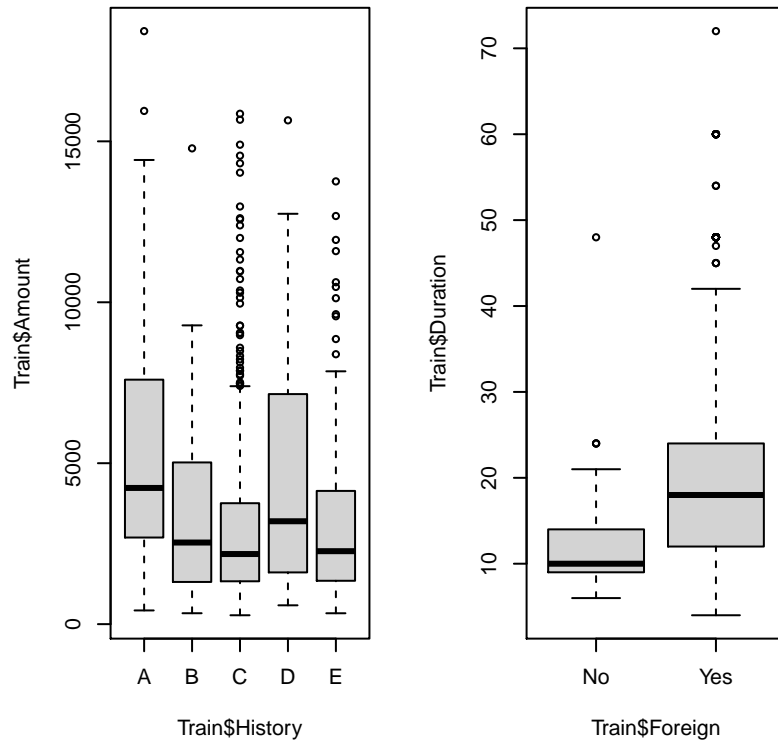 Train$Amount
15000
10000
5000
0
A B C D E
Train$History
Train$Duration
70
60
50
40
30
20
10
No Yes
Train$Foreign